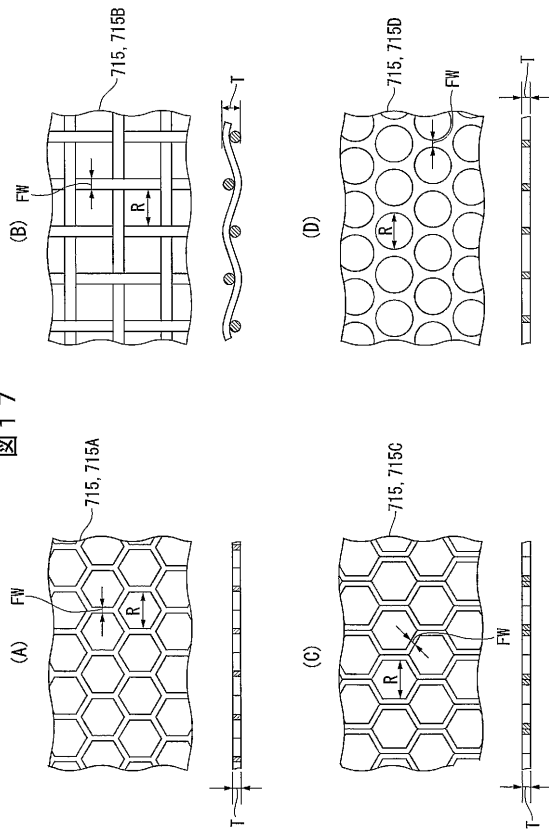 図17
(A)
715, 715A
FW
R
T
(B)
715, 715B
FW
R
T
(C)
715, 715C
R
FW
T
(D)
715, 715D
R
FW
T